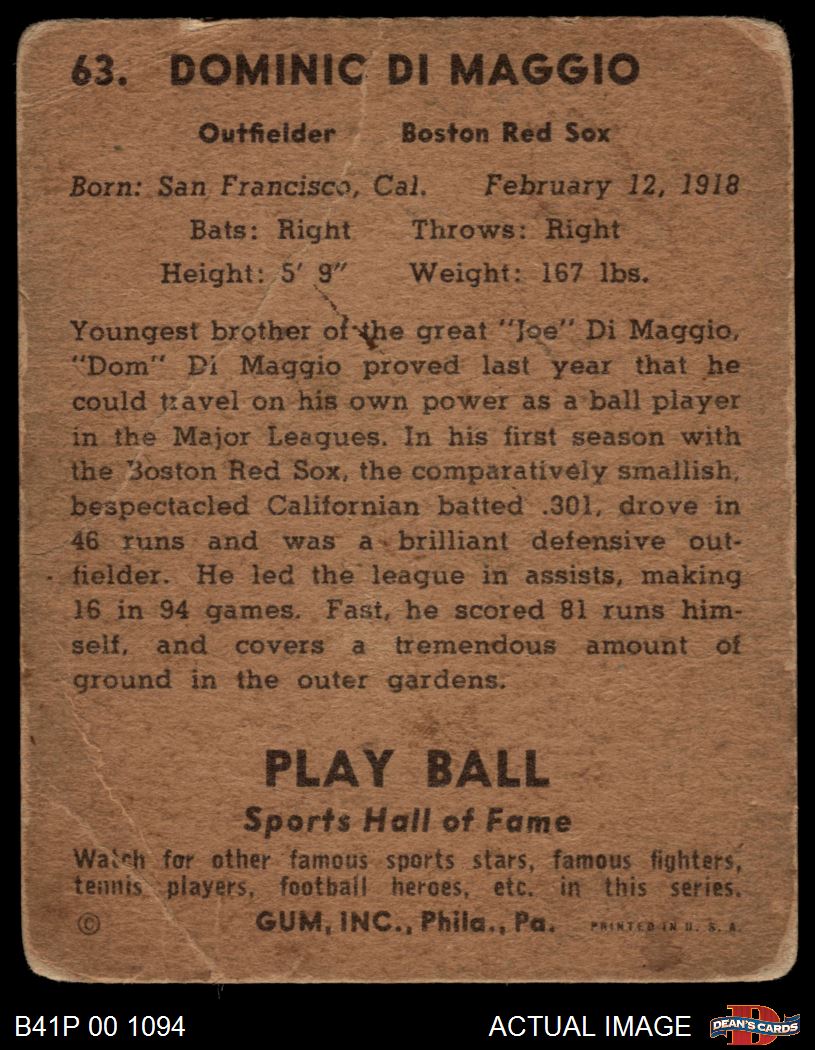 63. DOMINIC DI MAGGIO
Outfielder Boston Red Sox
Born: San Francisco, Cal. February 12, 1918
Bats: Right Throws: Right
Height: 5' 9" Weight: 167 lbs.
Youngest brother of the great "Joe" Di Maggio,
"Dom" Di Maggio proved last year that he
could travel on his own power as a ball player
in the Major Leagues. In his first season with
the Boston Red Sox, the comparatively smallish,
bespectacled Californian batted .301, drove in
46 runs and was a brilliant defensive out-
fielder. He led the league in assists, making
16 in 94 games. Fast, he scored 81 runs him-
self, and covers a tremendous amount of
ground in the outer gardens.
PLAY BALL
Sports Hall of Fame
Watch for other famous sports stars, famous fighters,
tennis players, football heroes, etc. in this series.
© GUM, INC., Phila., Pa. PRINTED IN U. S. A.
B41P 00 1094 ACTUAL IMAGE DEAN'S CARDS